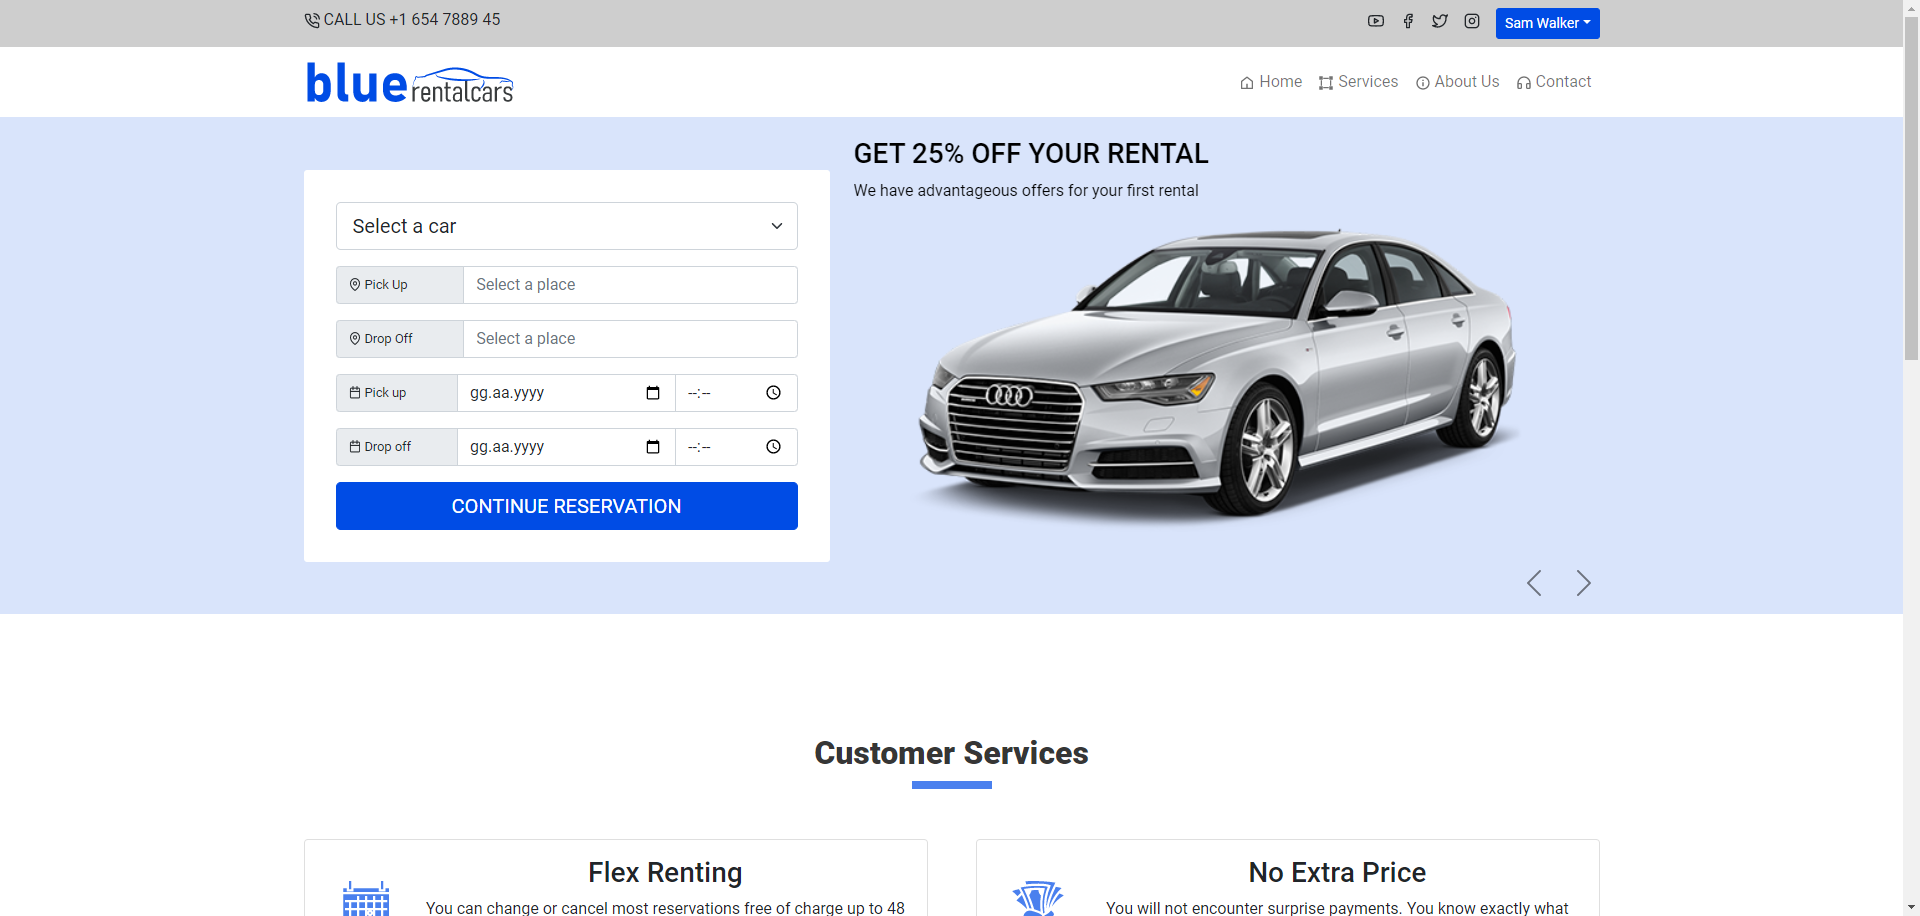 CALL US +1 654 7889 45
Sam Walker
blue rentalcars
Home
Services
About Us
Contact
GET 25% OFF YOUR RENTAL
We have advantageous offers for your first rental
Select a car
Pick Up
Select a place
Drop Off
Select a place
Pick up
gg.aa.yyyy
--:--
Drop off
gg.aa.yyyy
--:--
CONTINUE RESERVATION
Customer Services
Flex Renting
You can change or cancel most reservations free of charge up to 48
No Extra Price
You will not encounter surprise payments. You know exactly what